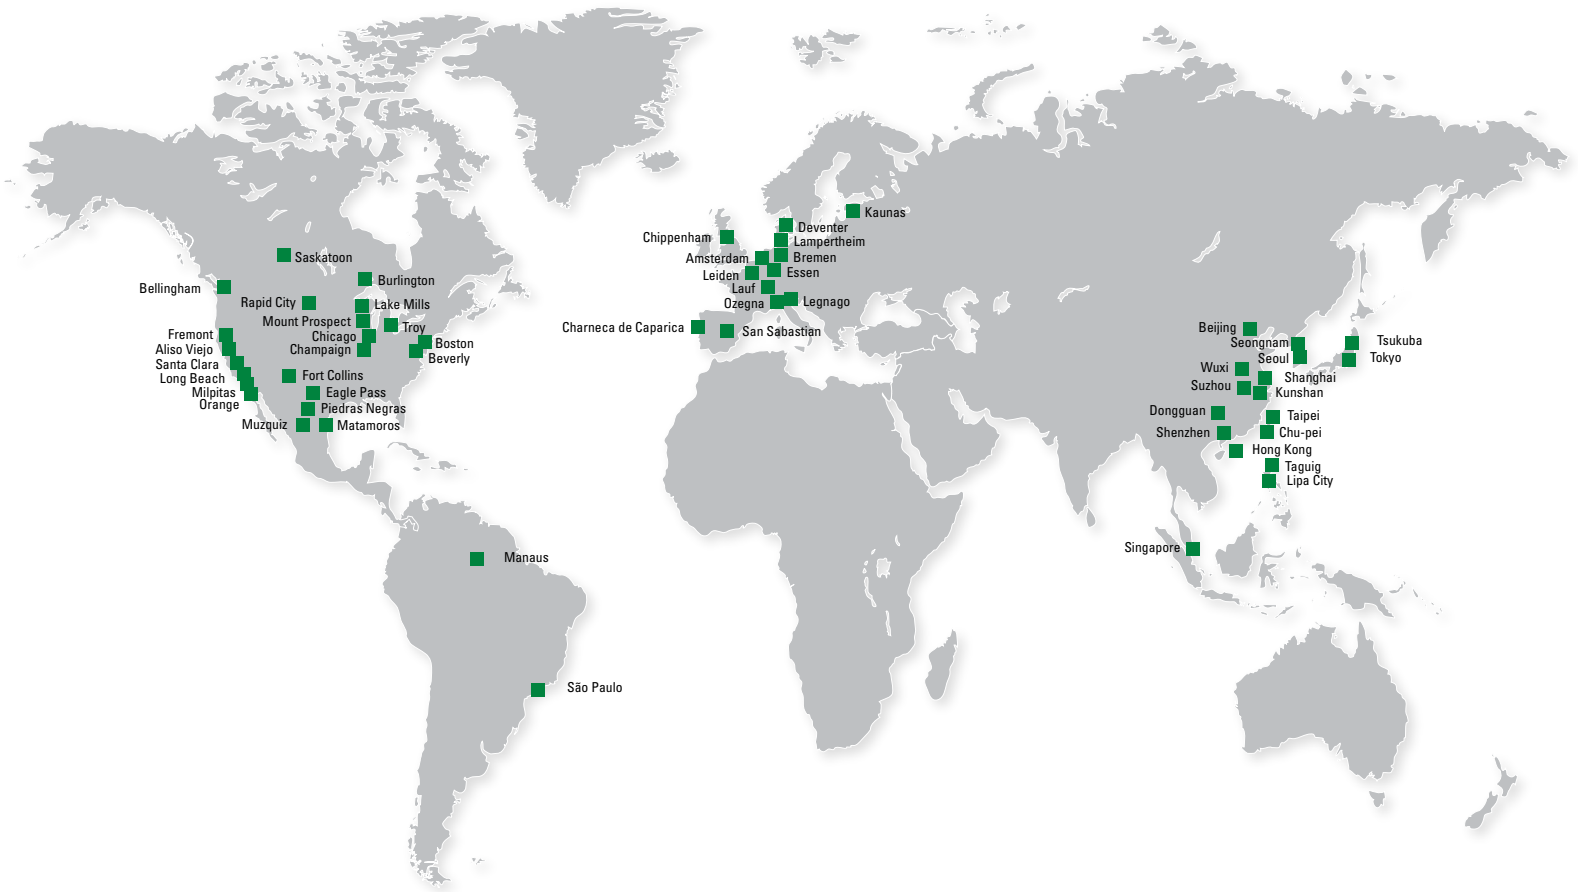 Saskatoon
Burlington
Bellingham
Rapid City
Lake Mills
Mount Prospect
Troy
Fremont
Chicago
Boston
Aliso Viejo
Champaign
Beverly
Santa Clara
Long Beach
Fort Collins
Milpitas
Eagle Pass
Orange
Piedras Negras
Muzquiz
Matamoros
Manaus
São Paulo
Kaunas
Deventer
Chippenham
Lampertheim
Amsterdam
Bremen
Leiden
Essen
Lauf
Ozegna
Legnago
Charneca de Caparica
San Sabastian
Beijing
Seongnam
Tsukuba
Seoul
Tokyo
Wuxi
Shanghai
Suzhou
Kunshan
Dongguan
Taipei
Shenzhen
Chu-pei
Hong Kong
Taguig
Lipa City
Singapore